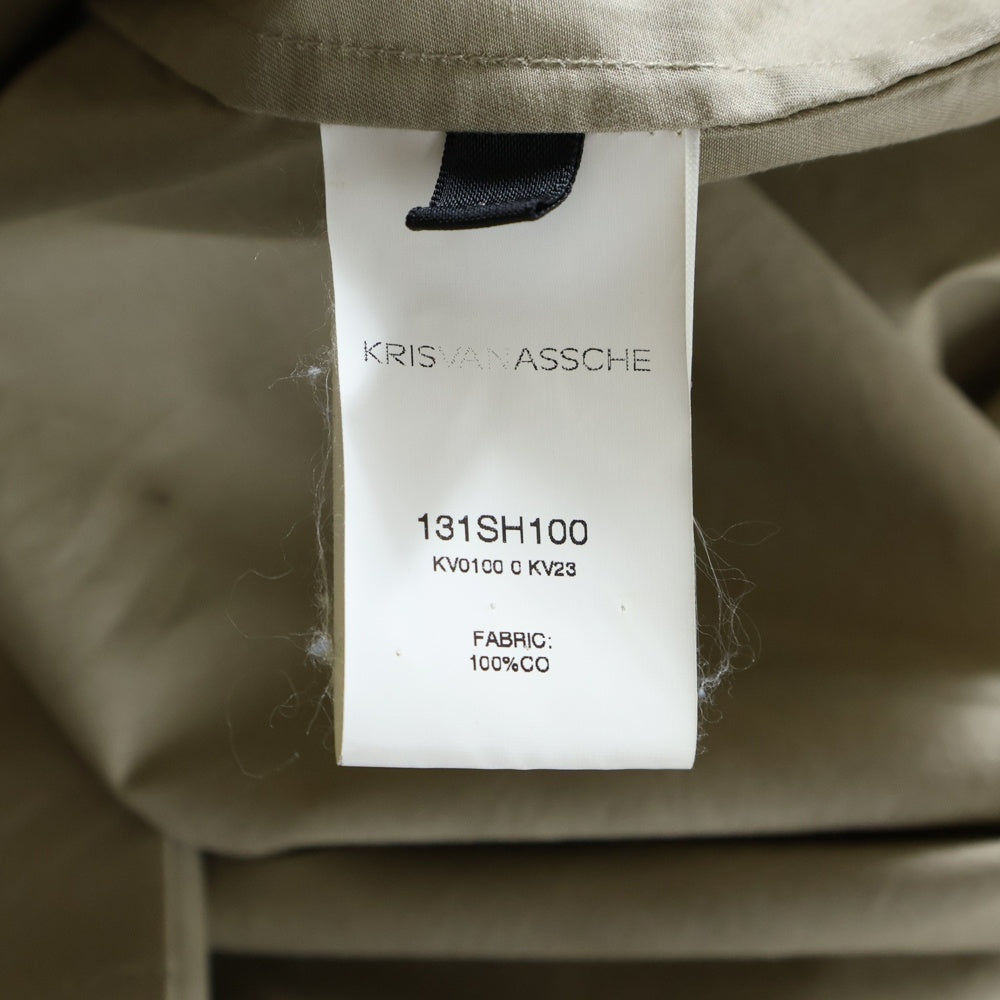 KRISVANASSCHE
131SH100
KV0100 0 KV23
FABRIC:
100%CO